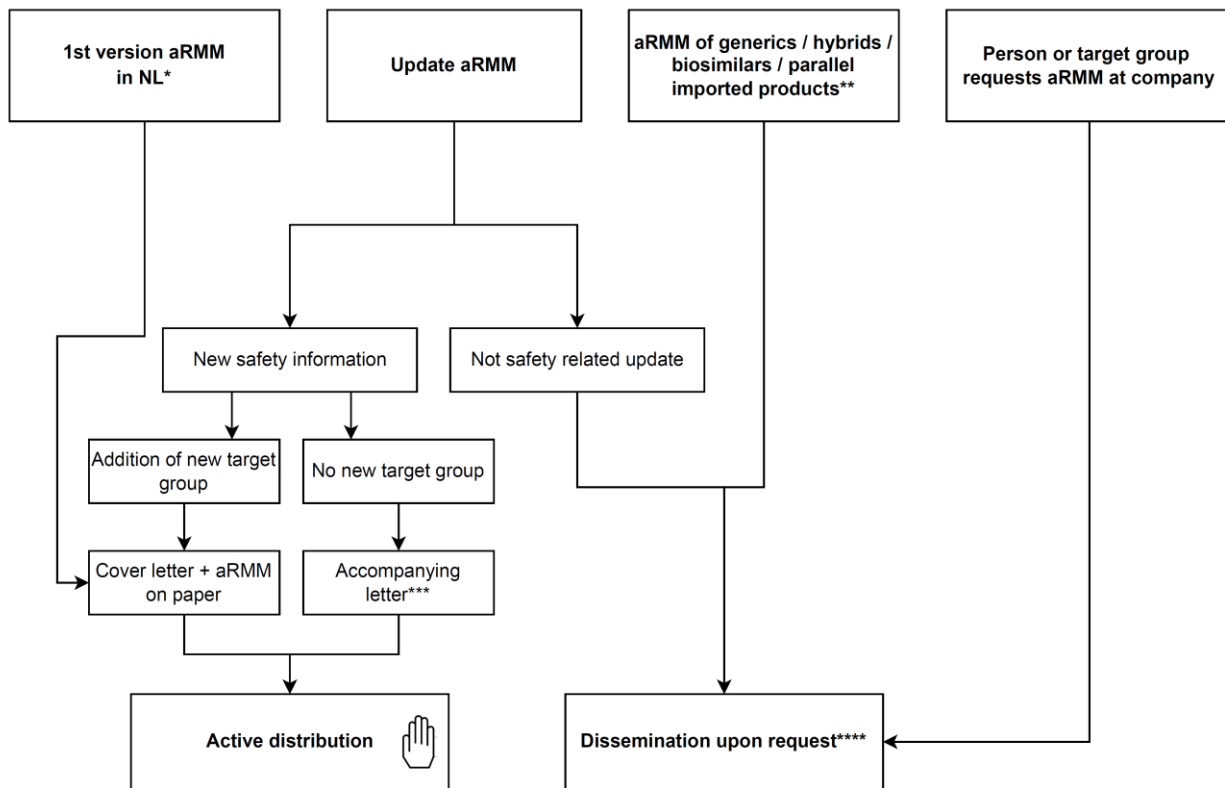 1st version aRMM
in NL*
Update aRMM
aRMM of generics / hybrids /
biosimilars / parallel
imported products**
Person or target group
requests aRMM at company
New safety information
Not safety related update
Addition of new target
group
No new target group
Cover letter + aRMM
on paper
Accompanying
letter***
Active distribution
Dissemination upon request****